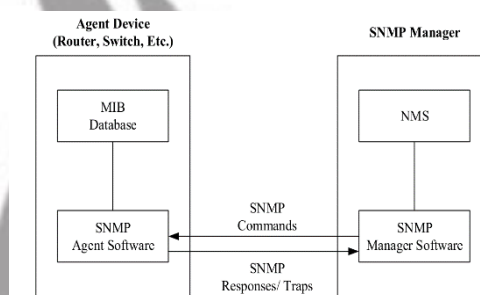 Agent Device
(Router, Switch, Etc.)
SNMP Manager
MIB
Database
NMS
SNMP
Commands
SNMP
Agent Software
SNMP
Manager Software
SNMP
Responses/ Traps